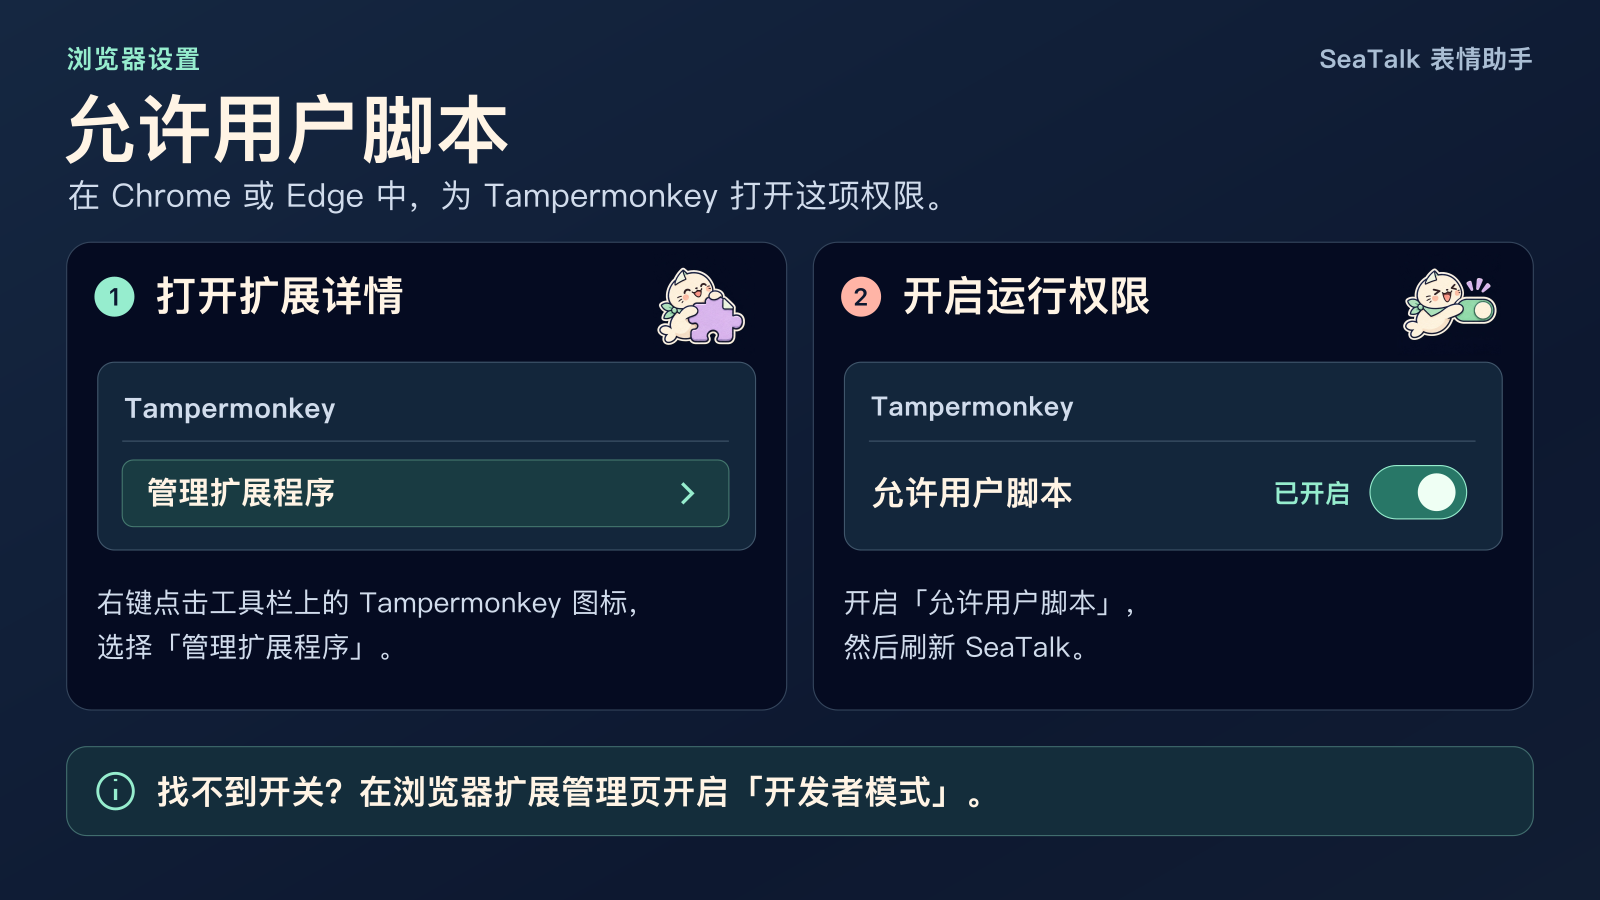 浏览器设置
SeaTalk 表情助手
允许用户脚本
在 Chrome 或 Edge 中，为 Tampermonkey 打开这项权限。
1 打开扩展详情
Tampermonkey
管理扩展程序
右键点击工具栏上的 Tampermonkey 图标，
选择「管理扩展程序」。
2 开启运行权限
Tampermonkey
允许用户脚本 已开启
开启「允许用户脚本」，
然后刷新 SeaTalk。
找不到开关？在浏览器扩展管理页开启「开发者模式」。